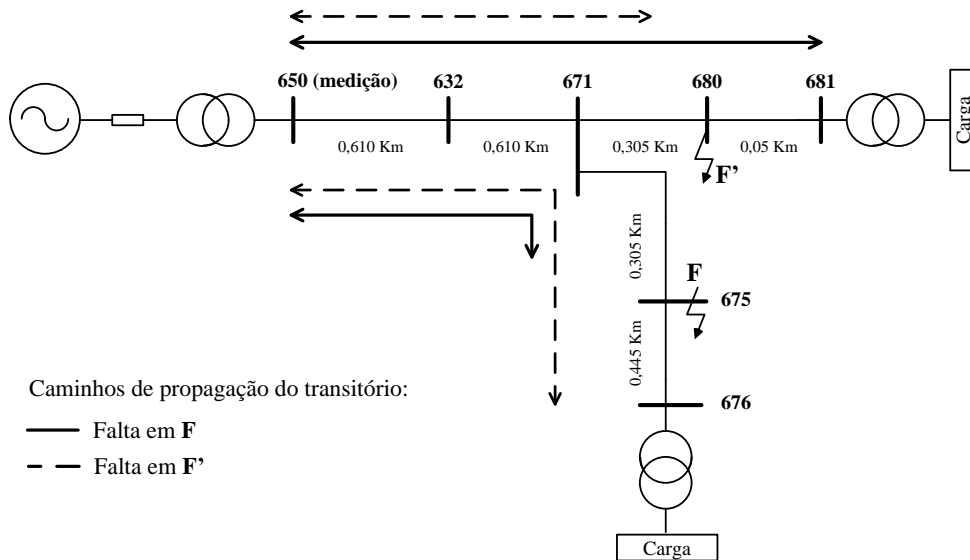 650 (medição)
632
671
680
681
Carga
0,610 Km
0,610 Km
0,305 Km
0,05 Km
F’
0,305 Km
F
675
0,445 Km
676
Caminhos de propagação do transitório:
Falta em F
Falta em F’
Carga